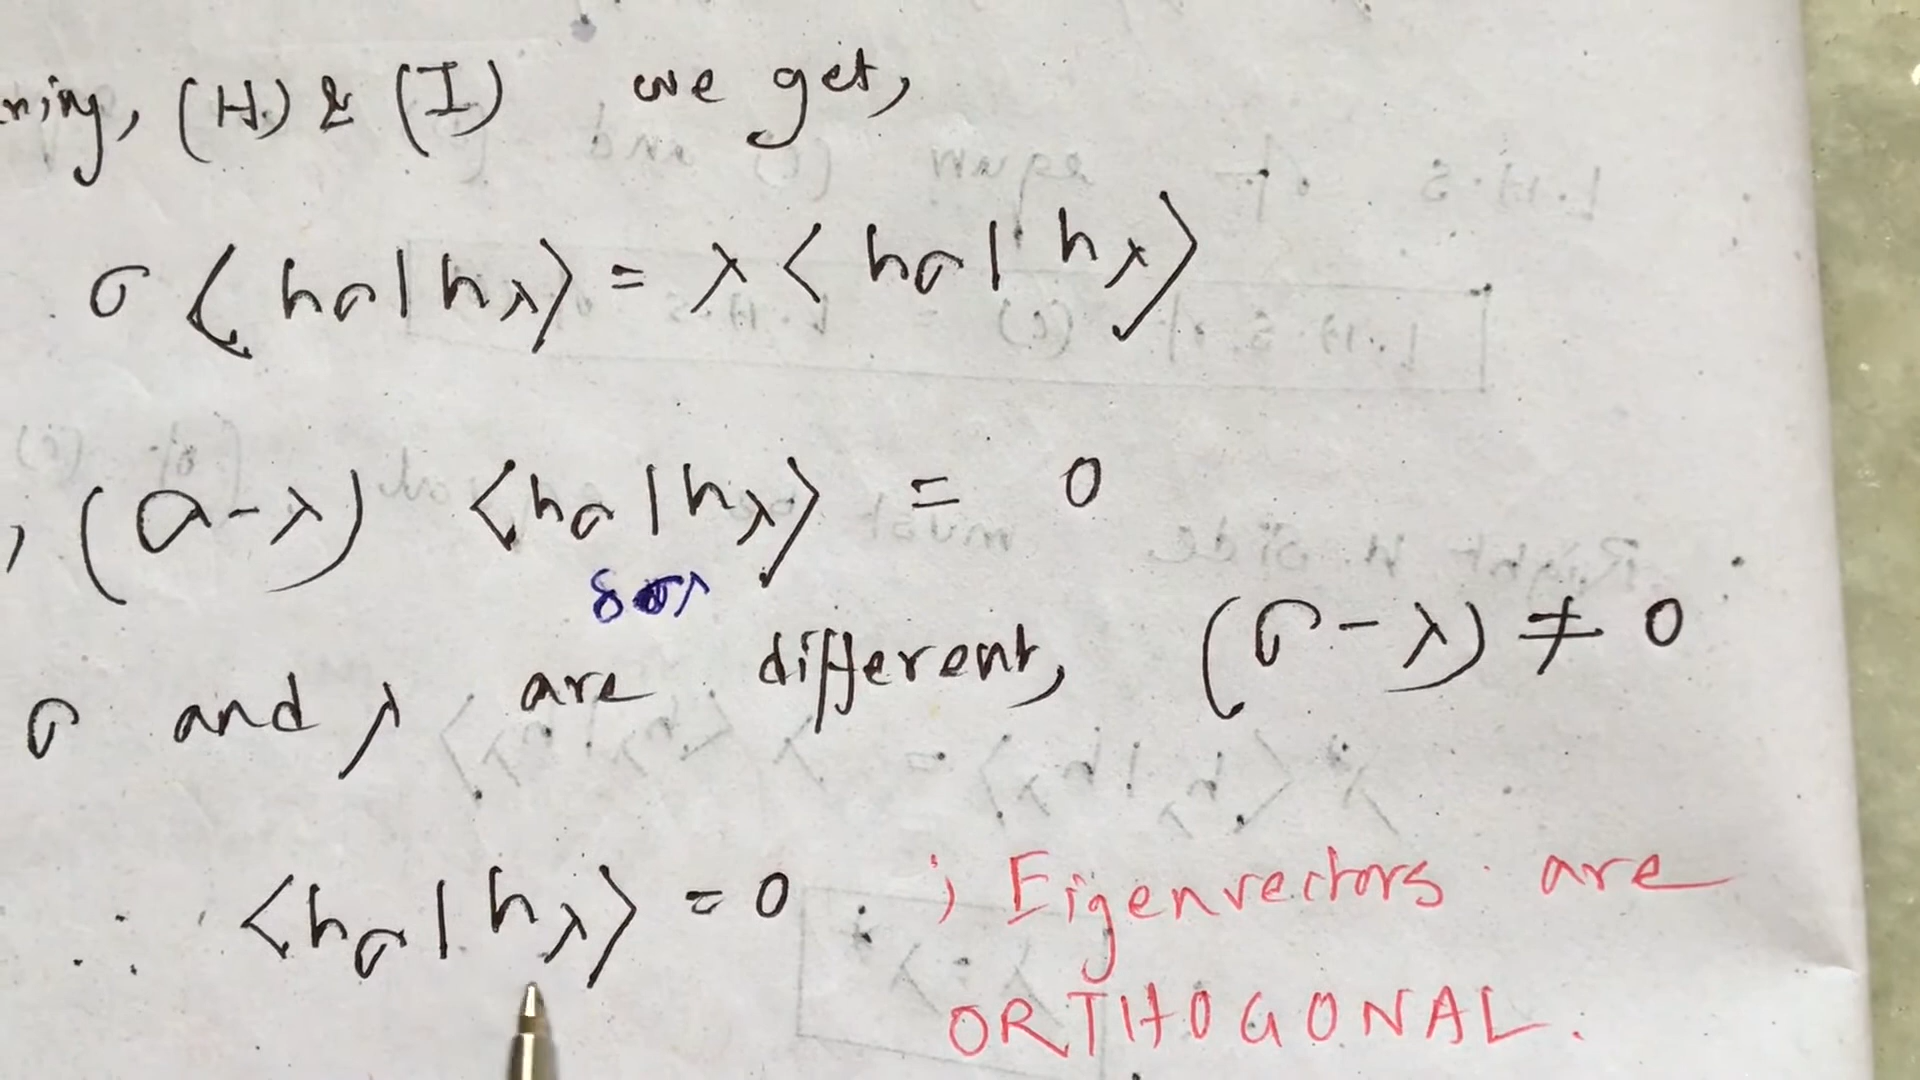 (H) & (I) we get,
σ ⟨hσ|hλ⟩ = λ ⟨hσ|hλ⟩
, (σ-λ) ⟨hσ|hλ⟩ = 0
δσλ
σ and λ are different, (σ-λ) ≠ 0
∴ ⟨hσ|hλ⟩ = 0 ; Eigenvectors are
ORTHOGONAL.